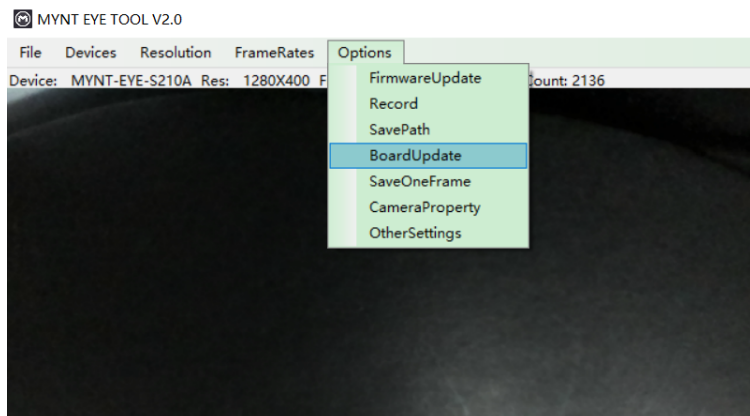 MYNT EYE TOOL V2.0
File Devices Resolution FrameRates Options
Device: MYNT-EYE-S210A Res: 1280X400 F Count: 2136
FirmwareUpdate
Record
SavePath
BoardUpdate
SaveOneFrame
CameraProperty
OtherSettings